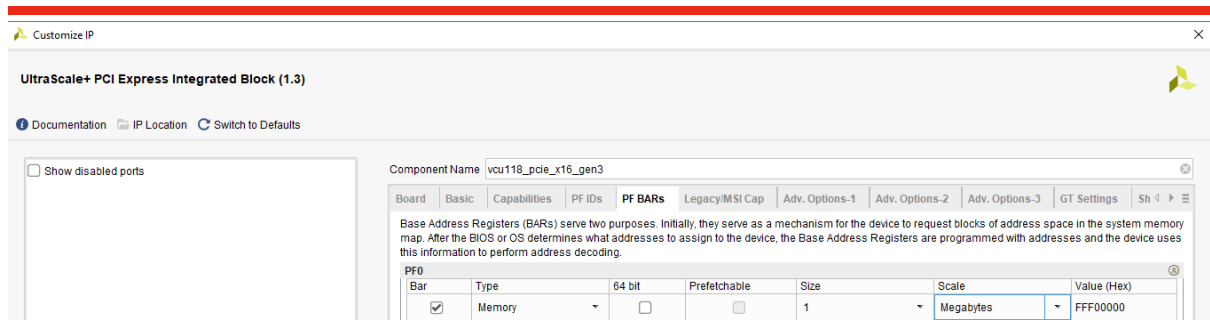 Customize IP
UltraScale+ PCI Express Integrated Block (1.3)
Documentation IP Location Switch to Defaults
Show disabled ports
Component Name vcu118_pcie_x16_gen3
Board Basic Capabilities PF IDs PF BARs Legacy/MSI Cap Adv. Options-1 Adv. Options-2 Adv. Options-3 GT Settings Sh
Base Address Registers (BARs) serve two purposes. Initially, they serve as a mechanism for the device to request blocks of address space in the system memory
map. After the BIOS or OS determines what addresses to assign to the device, the Base Address Registers are programmed with addresses and the device uses
this information to perform address decoding.
PF0
Bar Type 64 bit Prefetchable Size Scale Value (Hex)
Memory 1 Megabytes FFF00000